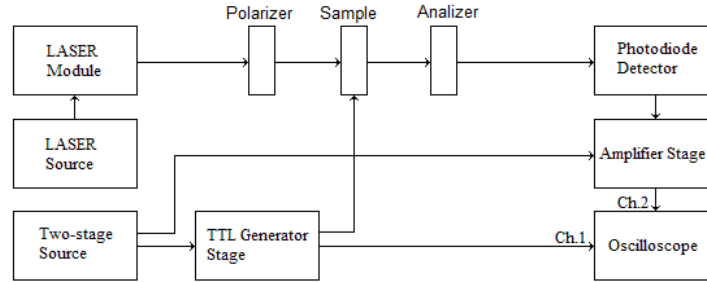 Polarizer
Sample
Analizer
LASER
Module
Photodiode
Detector
LASER
Source
Amplifier Stage
Ch.2
Two-stage
Source
TTL Generator
Stage
Ch.1
Oscilloscope